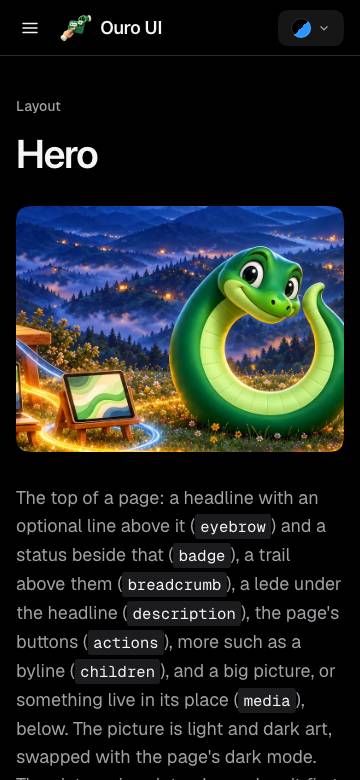 Ouro UI
Layout
Hero
The top of a page: a headline with an
optional line above it ( eyebrow ) and a
status beside that ( badge ), a trail
above them ( breadcrumb ), a lede under
the headline ( description ), the page's
buttons ( actions ), more such as a
byline ( children ), and a big picture, or
something live in its place ( media ),
below. The picture is light and dark art,
swapped with the page's dark mode.